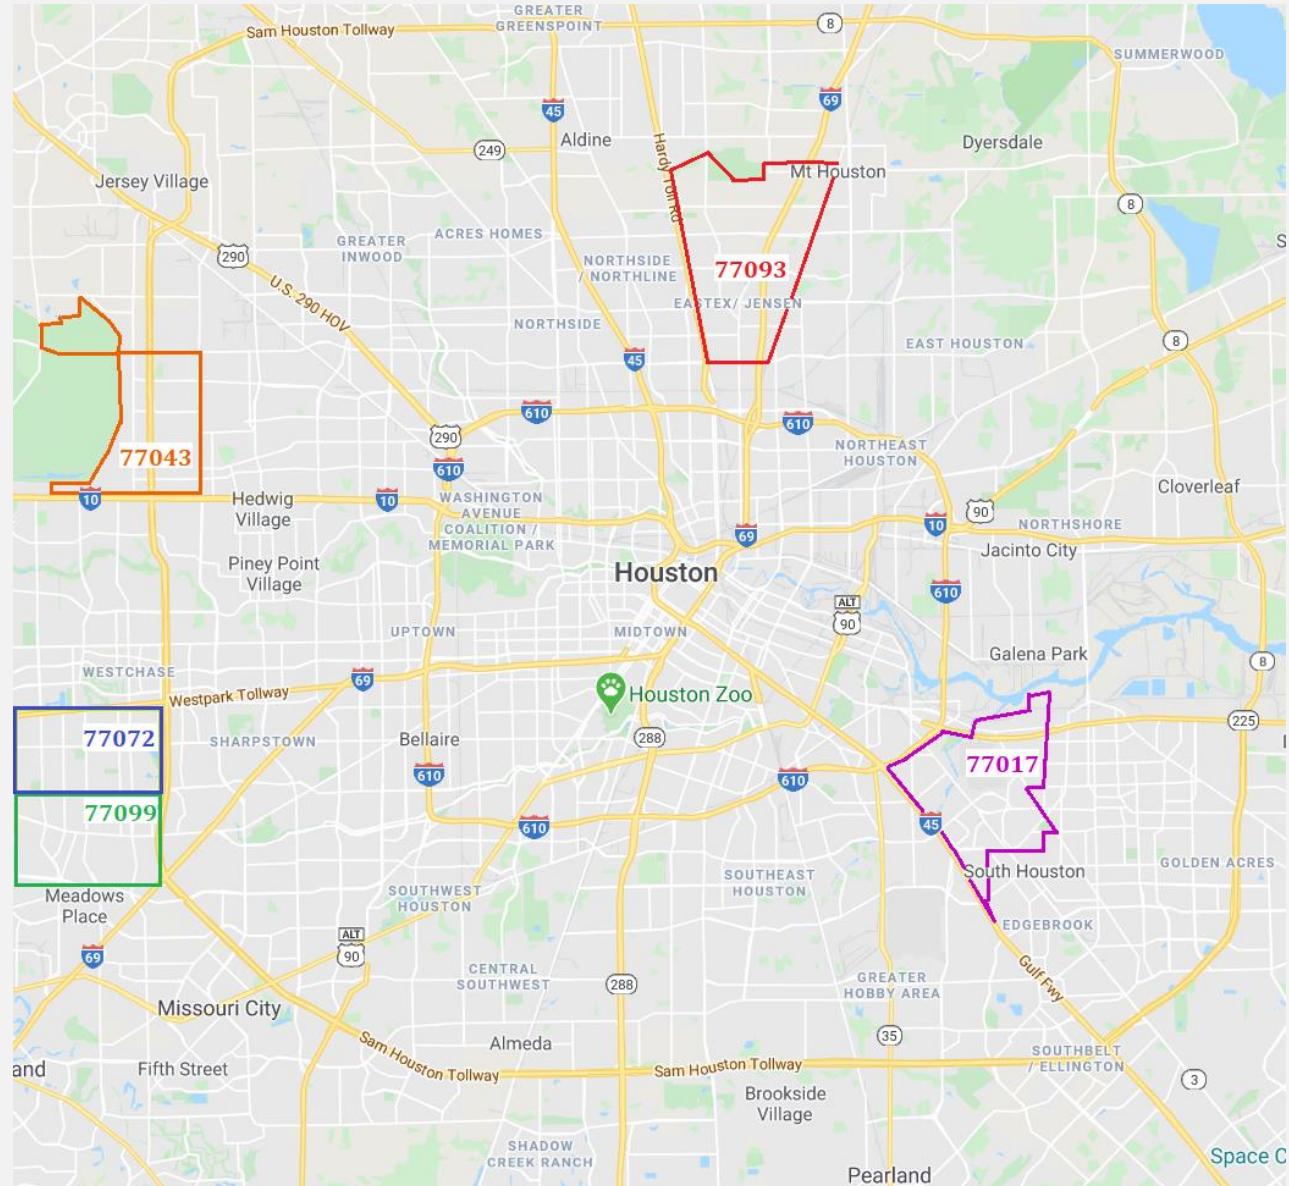 GREATER
GREENSPOINT
8
Sam Houston Tollway
SUMMERWOOD
69
45
Aldine
249
Dyersdale
Hardy Toll Rd
Jersey Village
Mt Houston
8
ACRES HOMES
GREATER
INWOOD
290
S
NORTHSIDE
/ NORTHLINE
77093
U.S. 290 HOV
EASTEX/ JENSEN
NORTHSIDE
EAST HOUSTON
8
45
610
610
290
NORTHEAST
HOUSTON
77043
610
Cloverleaf
10
Hedwig
Village
10
WASHINGTON
AVENUE
COALITION /
MEMORIAL PARK
90
10
NORTHSHORE
69
Jacinto City
Piney Point
Village
Houston
610
ALT
90
UPTOWN
MIDTOWN
Galena Park
8
WESTCHASE
69
Westpark Tollway
Houston Zoo
225
77072
SHARPSTOWN
Bellaire
288
77017
610
610
77099
610
45
GOLDEN ACRES
South Houston
SOUTHEAST
HOUSTON
Meadows
Place
SOUTHWEST
HOUSTON
EDGEBROOK
ALT
90
69
CENTRAL
SOUTHWEST
288
GREATER
HOBBY AREA
Gulf Fwy
Missouri City
35
Almeda
Sam Houston Tollway
SOUTHBELT
/ ELLINGTON
and
Fifth Street
Sam Houston Tollway
3
Brookside
Village
SHADOW
CREEK RANCH
Space C
Pearland